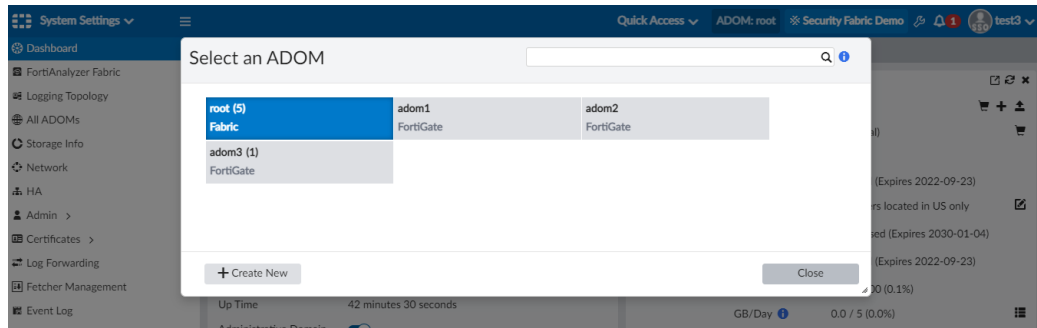 System Settings
Quick Access
ADOM: root
Security Fabric Demo
1
SSO
test3
Dashboard
FortiAnalyzer Fabric
Logging Topology
All ADOMs
Storage Info
Network
HA
Admin
Certificates
Log Forwarding
Fetcher Management
Event Log
Select an ADOM
root (5)
Fabric
adom1
FortiGate
adom2
FortiGate
adom3 (1)
FortiGate
+ Create New
Close
(Expires 2022-09-23)
located in US only
(Expires 2030-01-04)
(Expires 2022-09-23)
(0.1%)
Up Time
42 minutes 30 seconds
GB/Day
0.0 / 5 (0.0%)